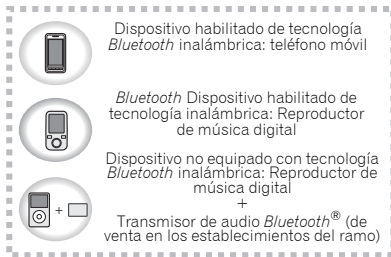 Dispositivo habilitado de tecnología
Bluetooth inalámbrica: teléfono móvil
Bluetooth Dispositivo habilitado de
tecnología inalámbrica: Reproductor
de música digital
Dispositivo no equipado con tecnología
Bluetooth inalámbrica: Reproductor de
música digital
+
Transmisor de audio Bluetooth® (de
venta en los establecimientos del ramo)
+